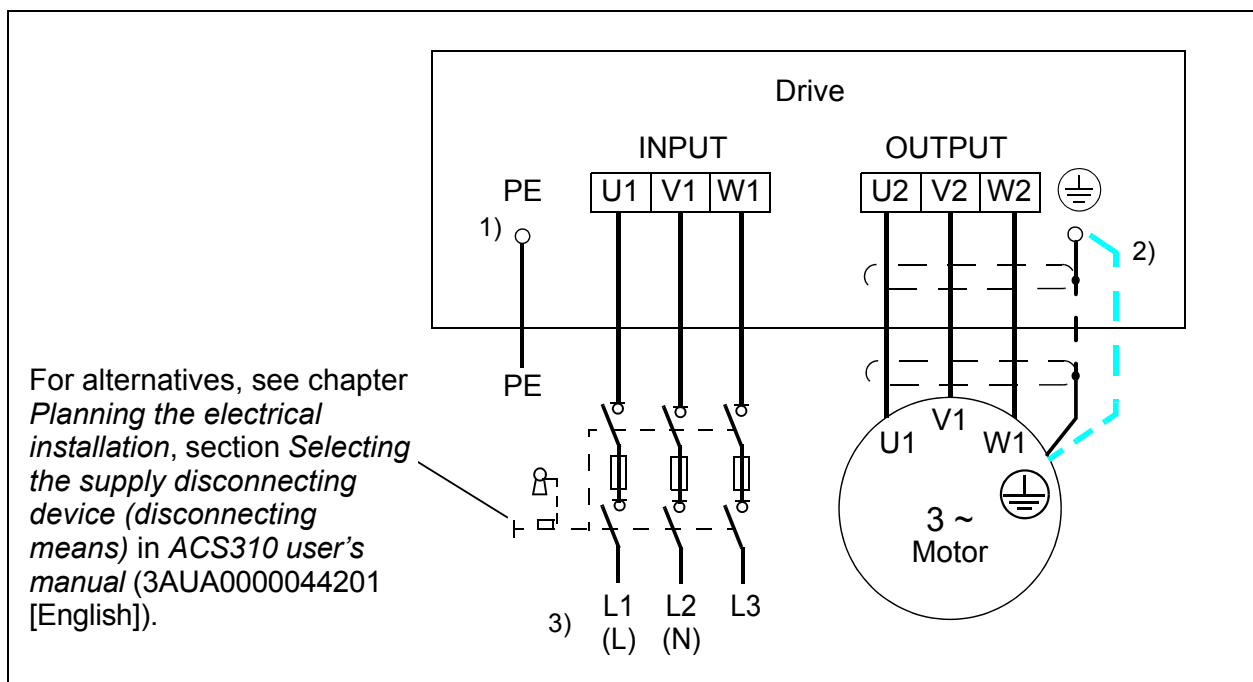 Drive
INPUT
OUTPUT
PE
U1 V1 W1
U2 V2 W2
1)
2)
PE
For alternatives, see chapter
Planning the electrical
installation, section Selecting
the supply disconnecting
device (disconnecting
means) in ACS310 user's
manual (3AUA0000044201
[English]).
U1
V1
W1
3 ~
Motor
3)
L1
(L)
L2
(N)
L3